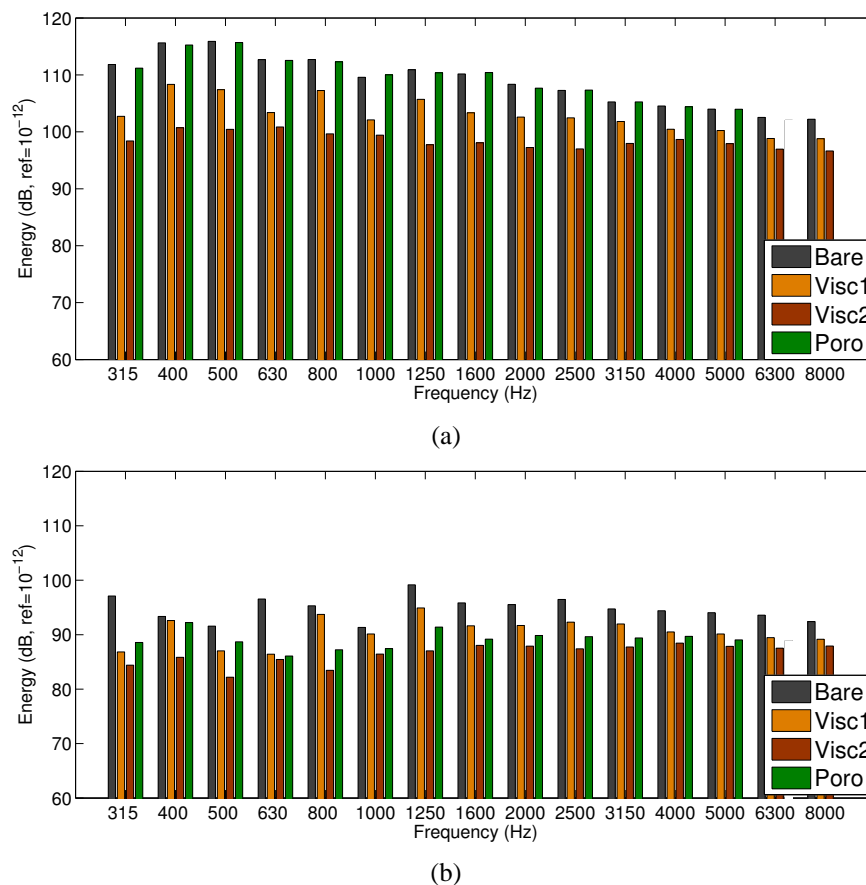 120
110
100
90
80
70
60
Energy (dB, ref=10⁻¹²)
315 400 500 630 800 1000 1250 1600 2000 2500 3150 4000 5000 6300 8000
Frequency (Hz)
Bare
Visc1
Visc2
Poro
(a)
120
110
100
90
80
70
60
Energy (dB, ref=10⁻¹²)
315 400 500 630 800 1000 1250 1600 2000 2500 3150 4000 5000 6300 8000
Frequency (Hz)
Bare
Visc1
Visc2
Poro
(b)